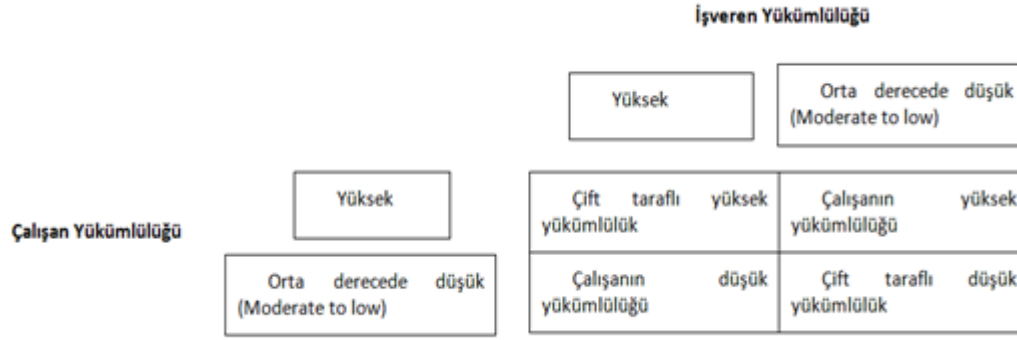 İşveren Yükümlülüğü
Yüksek
Orta derecede düşük
(Moderate to low)
Çalışan Yükümlülüğü
Yüksek
Çift taraflı yüksek
yükümlülük
Çalışanın yüksek
yükümlülüğü
Orta derecede düşük
(Moderate to low)
Çalışanın düşük
yükümlülüğü
Çift taraflı düşük
yükümlülük